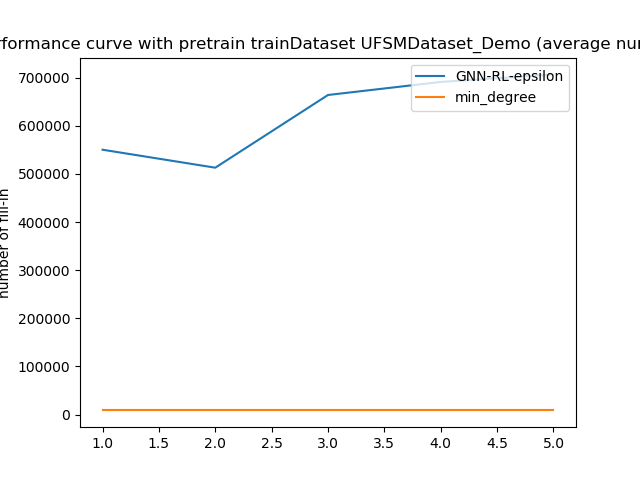 rformance curve with pretrain trainDataset UFSMDataset_Demo (average nur
GNN-RL-epsilon
min_degree
number of fill-in
700000
600000
500000
400000
300000
200000
100000
0
1.0 1.5 2.0 2.5 3.0 3.5 4.0 4.5 5.0